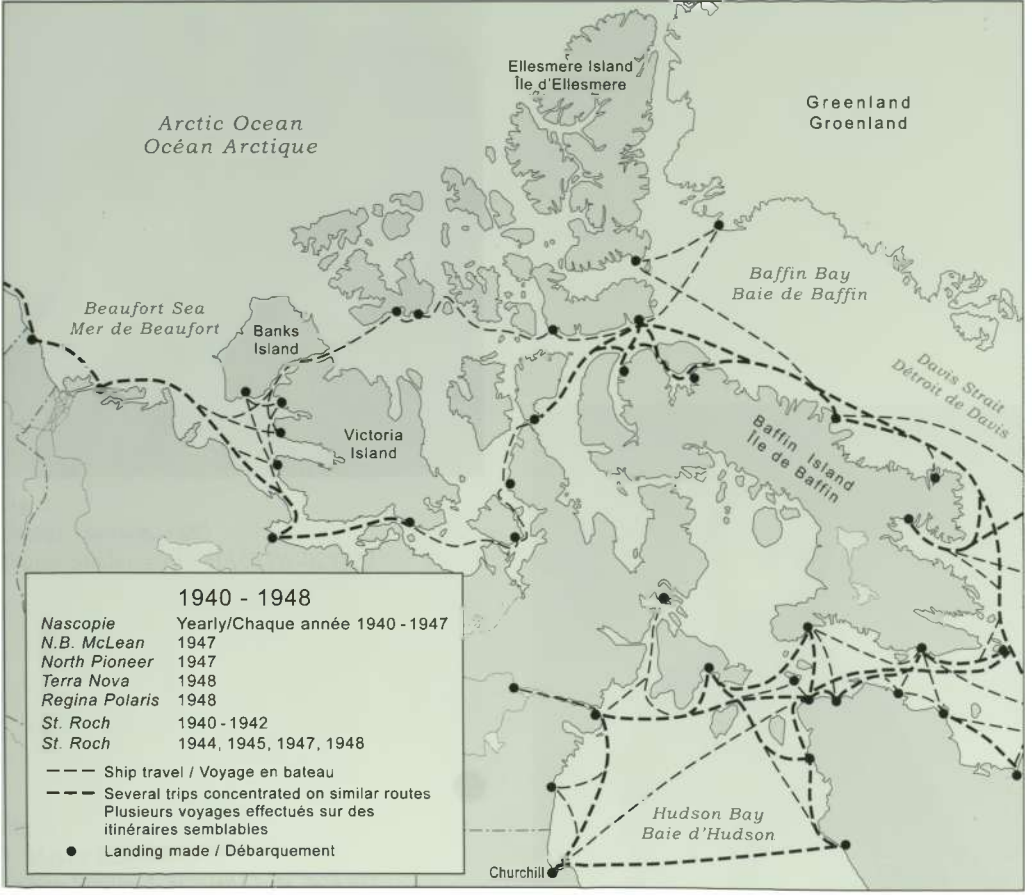 Ellesmere Island
Île d'Ellesmere
Greenland
Groenland
Arctic Ocean
Océan Arctique
Baffin Bay
Baie de Baffin
Beaufort Sea
Mer de Beaufort
Banks
Island
Davis Strait
Détroit de Davis
Victoria
Island
Baffin Island
Île de Baffin
1940 - 1948
Nascopie Yearly/Chaque année 1940 - 1947
N.B. McLean 1947
North Pioneer 1947
Terra Nova 1948
Regina Polaris 1948
St. Roch 1940 - 1942
St. Roch 1944, 1945, 1947, 1948
Ship travel / Voyage en bateau
Several trips concentrated on similar routes
Plusieurs voyages effectués sur des
itinéraires semblables
Landing made / Débarquement
Hudson Bay
Baie d'Hudson
Churchill